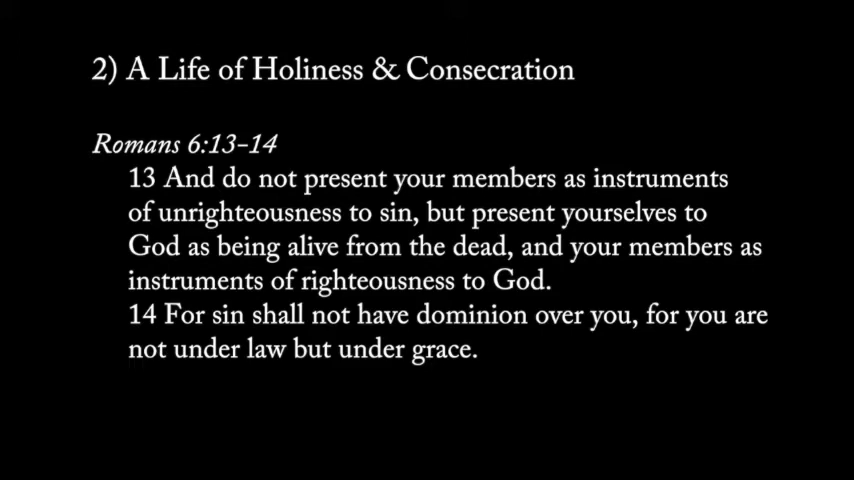 2) A Life of Holiness & Consecration
Romans 6:13-14
13 And do not present your members as instruments
of unrighteousness to sin, but present yourselves to
God as being alive from the dead, and your members as
instruments of righteousness to God.
14 For sin shall not have dominion over you, for you are
not under law but under grace.